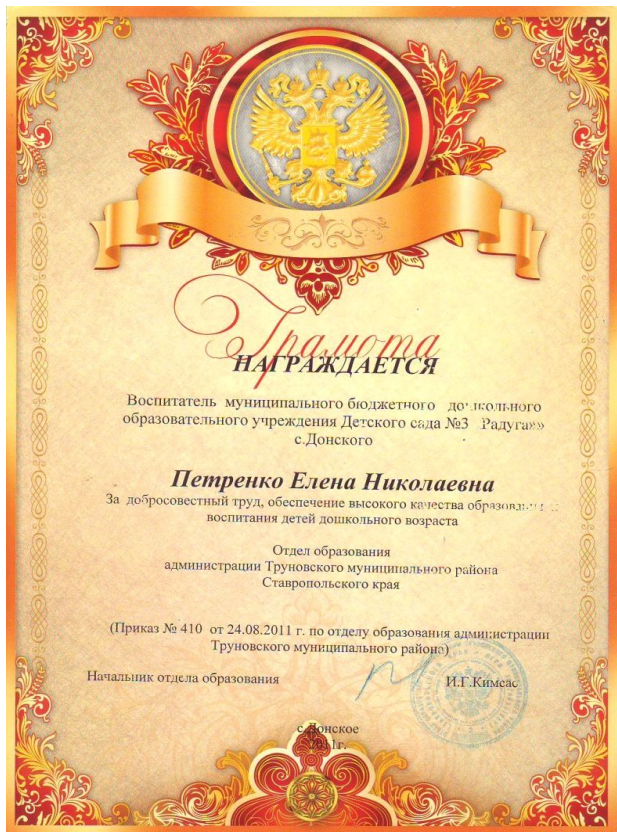 Грамота
НАГРАЖДАЕТСЯ
Воспитатель муниципального бюджетного дошкольного
образовательного учреждения Детского сада №3 Радуга»
с.Донского
Петренко Елена Николаевна
За добросовестный труд, обеспечение высокого качества образования и
воспитания детей дошкольного возраста
Отдел образования
администрации Труновского муниципального района
Ставропольского края
(Приказ № 410 от 24.08.2011 г. по отделу образования администрации
Труновского муниципального района)
Начальник отдела образования И.Г.Кимсас
с.Донское
2011г.